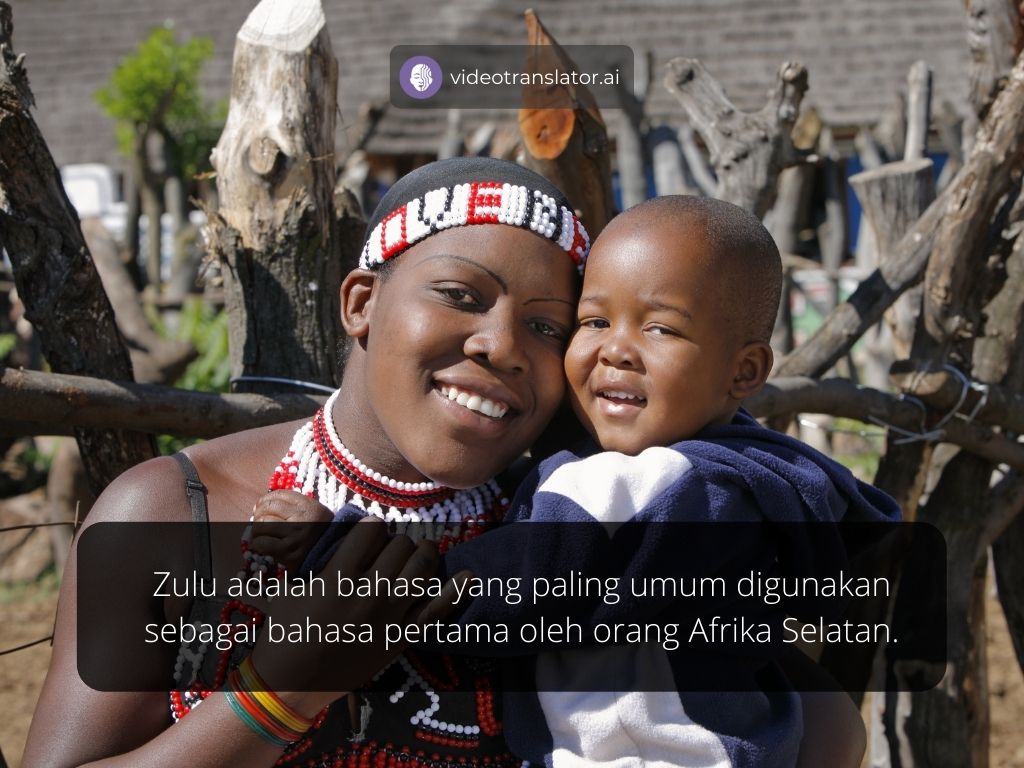 videotranslator.ai
Zulu adalah bahasa yang paling umum digunakan
sebagai bahasa pertama oleh orang Afrika Selatan.